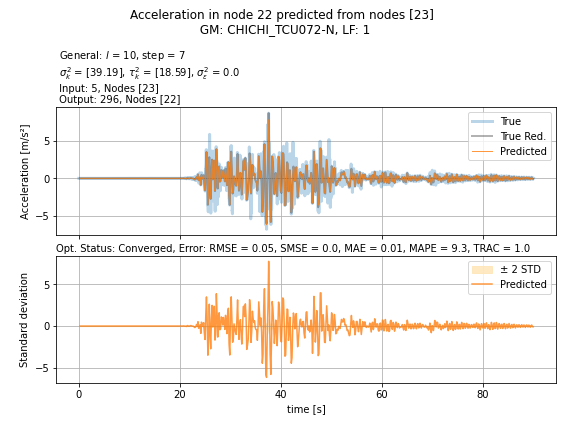 Acceleration in node 22 predicted from nodes [23]
GM: CHICHI_TCU072-N, LF: 1
General: l = 10, step = 7
σ²ₖ = [39.19], τ²ₖ = [18.59], σ²ε = 0.0
Input: 5, Nodes [23]
Output: 296, Nodes [22]
Acceleration [m/s²]
5
0
−5
True
True Red.
Predicted
Opt. Status: Converged, Error: RMSE = 0.05, SMSE = 0.0, MAE = 0.01, MAPE = 9.3, TRAC = 1.0
Standard deviation
5
0
−5
± 2 STD
Predicted
0 20 40 60 80
time [s]